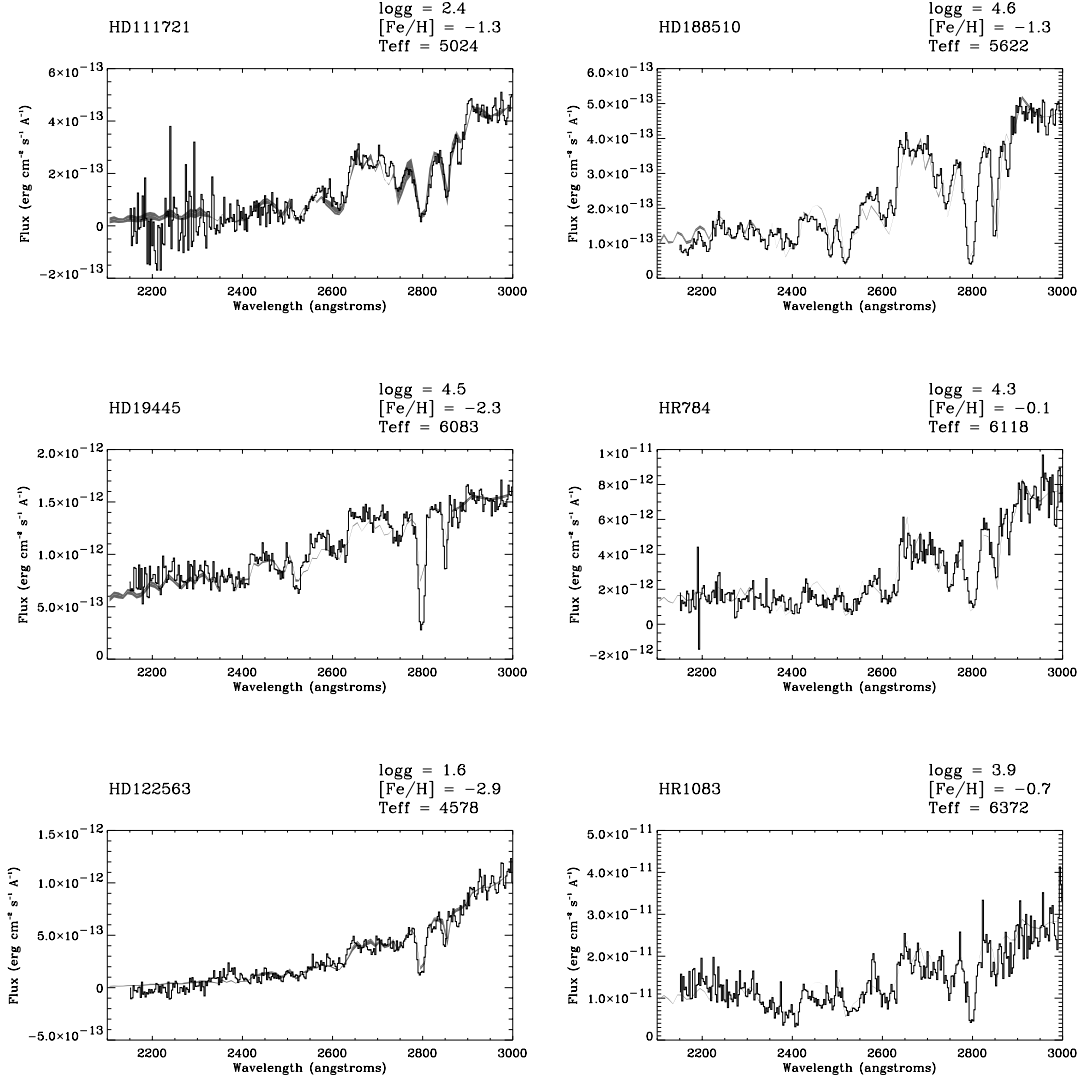 logg = 2.4
HD111721
[Fe/H] = −1.3
Teff = 5024
6×10⁻¹³
4×10⁻¹³
2×10⁻¹³
0
−2×10⁻¹³
Flux (erg cm⁻² s⁻¹ A⁻¹)
2200 2400 2600 2800 3000
Wavelength (angstroms)
logg = 4.6
HD188510
[Fe/H] = −1.3
Teff = 5622
6.0×10⁻¹³
5.0×10⁻¹³
4.0×10⁻¹³
3.0×10⁻¹³
2.0×10⁻¹³
1.0×10⁻¹³
0
Flux (erg cm⁻² s⁻¹ A⁻¹)
2200 2400 2600 2800 3000
Wavelength (angstroms)
logg = 4.5
HD19445
[Fe/H] = −2.3
Teff = 6083
2.0×10⁻¹²
1.5×10⁻¹²
1.0×10⁻¹²
5.0×10⁻¹³
0
Flux (erg cm⁻² s⁻¹ A⁻¹)
2200 2400 2600 2800 3000
Wavelength (angstroms)
logg = 4.3
HR784
[Fe/H] = −0.1
Teff = 6118
1×10⁻¹¹
8×10⁻¹²
6×10⁻¹²
4×10⁻¹²
2×10⁻¹²
0
−2×10⁻¹²
Flux (erg cm⁻² s⁻¹ A⁻¹)
2200 2400 2600 2800 3000
Wavelength (angstroms)
logg = 1.6
HD122563
[Fe/H] = −2.9
Teff = 4578
1.5×10⁻¹²
1.0×10⁻¹²
5.0×10⁻¹³
0
−5.0×10⁻¹³
Flux (erg cm⁻² s⁻¹ A⁻¹)
2200 2400 2600 2800 3000
Wavelength (angstroms)
logg = 3.9
HR1083
[Fe/H] = −0.7
Teff = 6372
5.0×10⁻¹¹
4.0×10⁻¹¹
3.0×10⁻¹¹
2.0×10⁻¹¹
1.0×10⁻¹¹
0
Flux (erg cm⁻² s⁻¹ A⁻¹)
2200 2400 2600 2800 3000
Wavelength (angstroms)